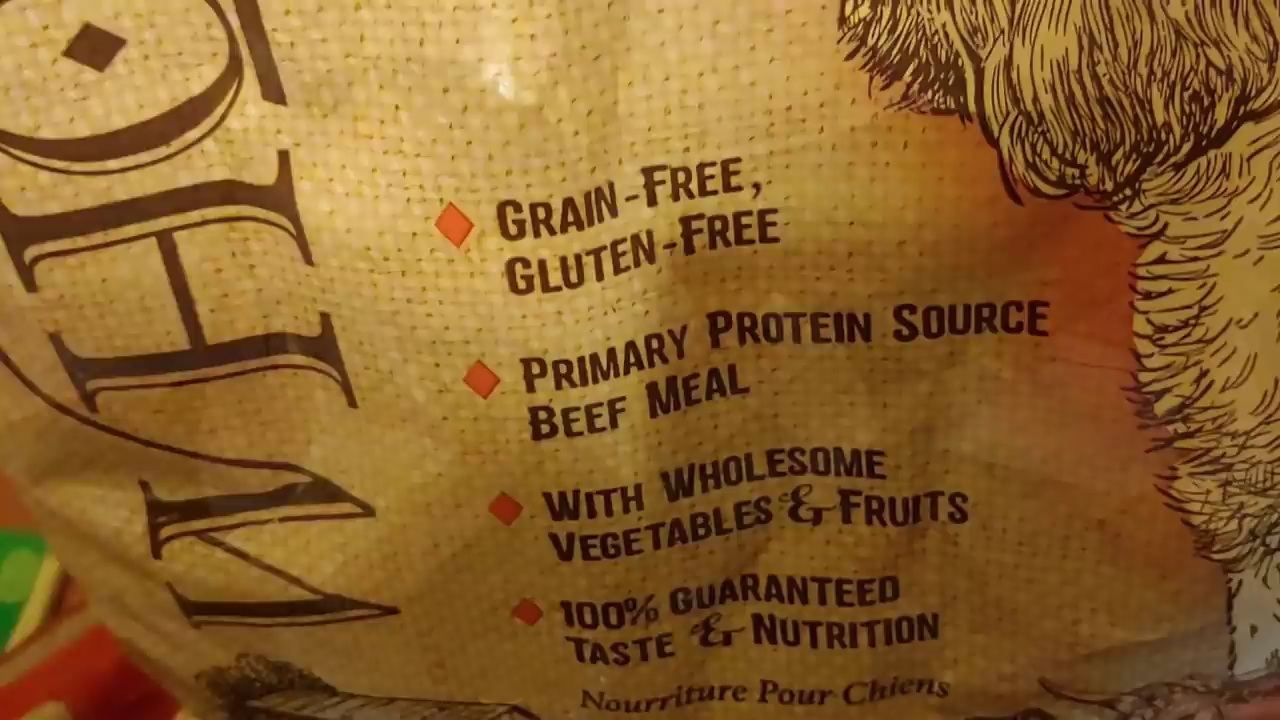 WHO
GRAIN-FREE,
GLUTEN-FREE
PRIMARY PROTEIN SOURCE
BEEF MEAL
WITH WHOLESOME
VEGETABLES & FRUITS
100% GUARANTEED
TASTE & NUTRITION
Nourriture Pour Chiens